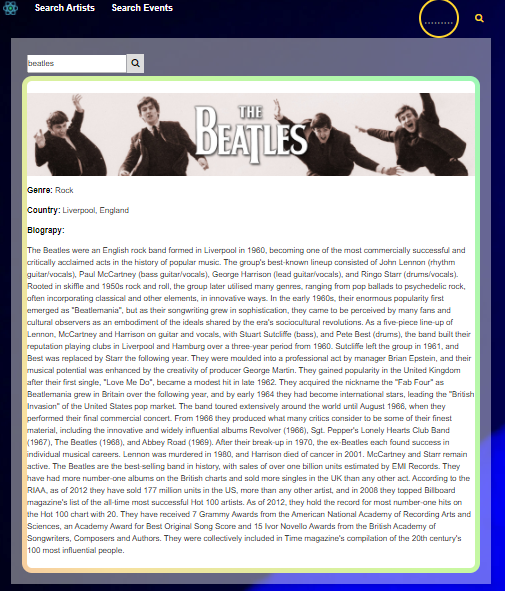 Search Artists Search Events
beatles
THE
BEATLES
Genre: Rock
Country: Liverpool, England
Biograpy:
The Beatles were an English rock band formed in Liverpool in 1960, becoming one of the most commercially successful and
critically acclaimed acts in the history of popular music. The group's best-known lineup consisted of John Lennon (rhythm
guitar/vocals), Paul McCartney (bass guitar/vocals), George Harrison (lead guitar/vocals), and Ringo Starr (drums/vocals).
Rooted in skiffle and 1950s rock and roll, the group later utilised many genres, ranging from pop ballads to psychedelic rock,
often incorporating classical and other elements, in innovative ways. In the early 1960s, their enormous popularity first
emerged as "Beatlemania", but as their songwriting grew in sophistication, they came to be perceived by many fans and
cultural observers as an embodiment of the ideals shared by the era's sociocultural revolutions. As a five-piece line-up of
Lennon, McCartney and Harrison on guitar and vocals, with Stuart Sutcliffe (bass), and Pete Best (drums), the band built their
reputation playing clubs in Liverpool and Hamburg over a three-year period from 1960. Sutcliffe left the group in 1961, and
Best was replaced by Starr the following year. They were moulded into a professional act by manager Brian Epstein, and their
musical potential was enhanced by the creativity of producer George Martin. They gained popularity in the United Kingdom
after their first single, "Love Me Do", became a modest hit in late 1962. They acquired the nickname the "Fab Four" as
Beatlemania grew in Britain over the following year, and by early 1964 they had become international stars, leading the "British
Invasion" of the United States pop market. The band toured extensively around the world until August 1966, when they
performed their final commercial concert. From 1966 they produced what many critics consider to be some of their finest
material, including the innovative and widely influential albums Revolver (1966), Sgt. Pepper's Lonely Hearts Club Band
(1967), The Beatles (1968), and Abbey Road (1969). After their break-up in 1970, the ex-Beatles each found success in
individual musical careers. Lennon was murdered in 1980, and Harrison died of cancer in 2001. McCartney and Starr remain
active. The Beatles are the best-selling band in history, with sales of over one billion units estimated by EMI Records. They
have had more number-one albums on the British charts and sold more singles in the UK than any other act. According to the
RIAA, as of 2012 they have sold 177 million units in the US, more than any other artist, and in 2008 they topped Billboard
magazine's list of the all-time most successful Hot 100 artists. As of 2012, they hold the record for most number-one hits on
the Hot 100 chart with 20. They have received 7 Grammy Awards from the American National Academy of Recording Arts and
Sciences, an Academy Award for Best Original Song Score and 15 Ivor Novello Awards from the British Academy of
Songwriters, Composers and Authors. They were collectively included in Time magazine's compilation of the 20th century's
100 most influential people.